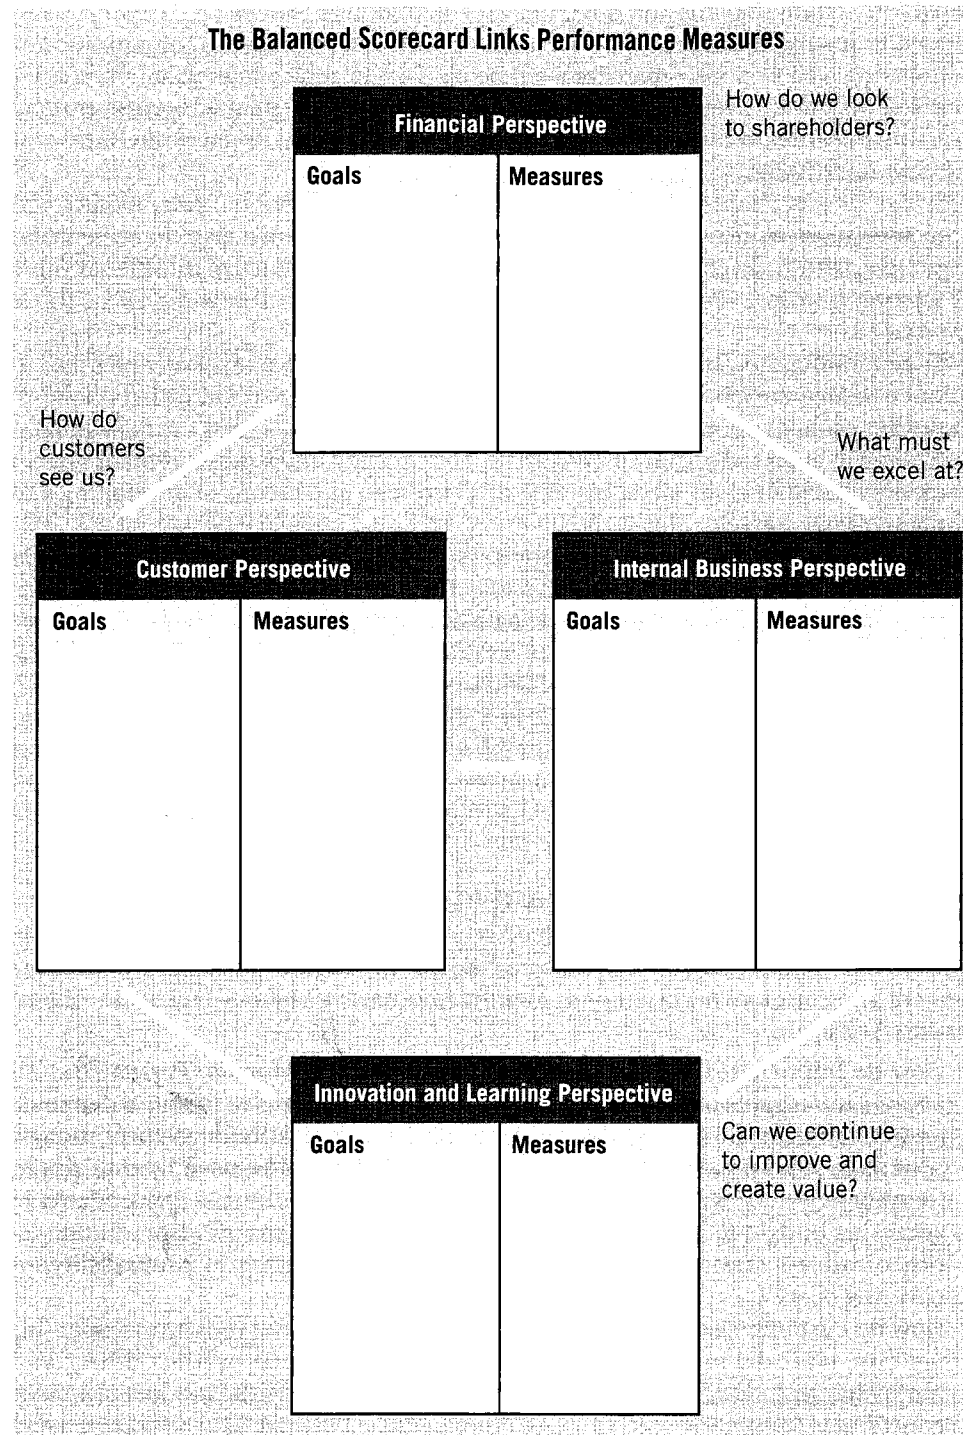 The Balanced Scorecard Links Performance Measures
Financial Perspective
Goals
Measures
How do we look
to shareholders?
How do
customers
see us?
What must
we excel at?
Customer Perspective
Goals
Measures
Internal Business Perspective
Goals
Measures
Innovation and Learning Perspective
Goals
Measures
Can we continue
to improve and
create value?